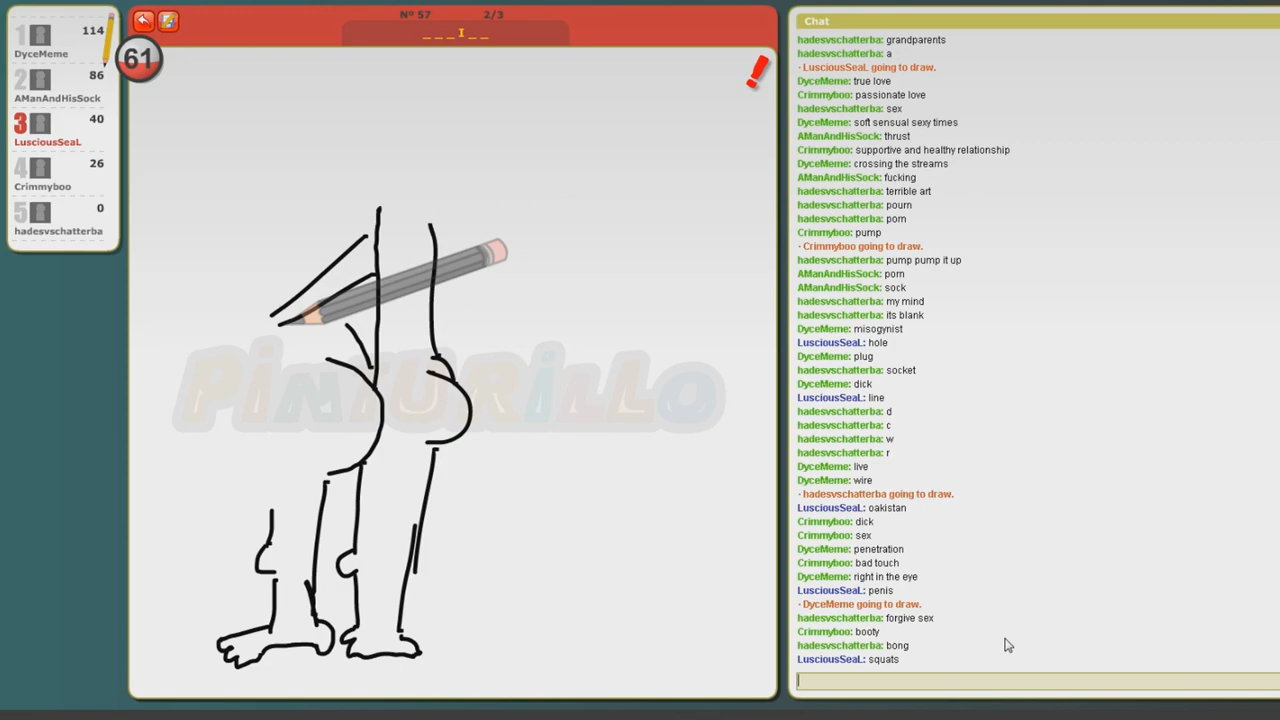 1 114
DyceMeme
2 86
AManAndHisSock
3 40
LusciousSeaL
4 26
Crimmyboo
5 0
hadesvschatterba
61
Nº 57 2/3
_ _ _ I _ _
PINTURILLO
Chat
hadesvschatterba: grandparents
hadesvschatterba: a
· LusciousSeaL going to draw.
DyceMeme: true love
Crimmyboo: passionate love
hadesvschatterba: sex
DyceMeme: soft sensual sexy times
AManAndHisSock: thrust
Crimmyboo: supportive and healthy relationship
DyceMeme: crossing the streams
AManAndHisSock: fucking
hadesvschatterba: terrible art
hadesvschatterba: pourn
hadesvschatterba: porn
Crimmyboo: pump
· Crimmyboo going to draw.
hadesvschatterba: pump pump it up
AManAndHisSock: porn
AManAndHisSock: sock
hadesvschatterba: my mind
hadesvschatterba: its blank
DyceMeme: misogynist
LusciousSeaL: hole
DyceMeme: plug
hadesvschatterba: socket
DyceMeme: dick
LusciousSeaL: line
hadesvschatterba: d
hadesvschatterba: c
hadesvschatterba: w
hadesvschatterba: r
DyceMeme: live
DyceMeme: wire
· hadesvschatterba going to draw.
LusciousSeaL: oakistan
Crimmyboo: dick
Crimmyboo: sex
DyceMeme: penetration
Crimmyboo: bad touch
DyceMeme: right in the eye
LusciousSeaL: penis
· DyceMeme going to draw.
hadesvschatterba: forgive sex
Crimmyboo: booty
hadesvschatterba: bong
LusciousSeaL: squats